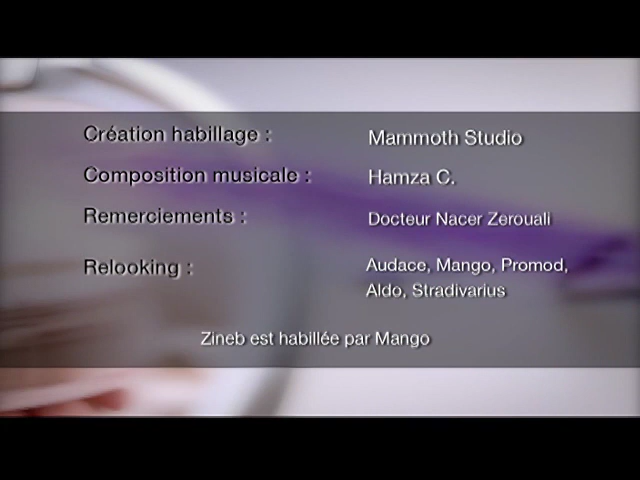 Création habillage : Mammoth Studio
Composition musicale : Hamza C.
Remerciements : Docteur Nacer Zerouali
Relooking : Audace, Mango, Promod,
Aldo, Stradivarius
Zineb est habillée par Mango